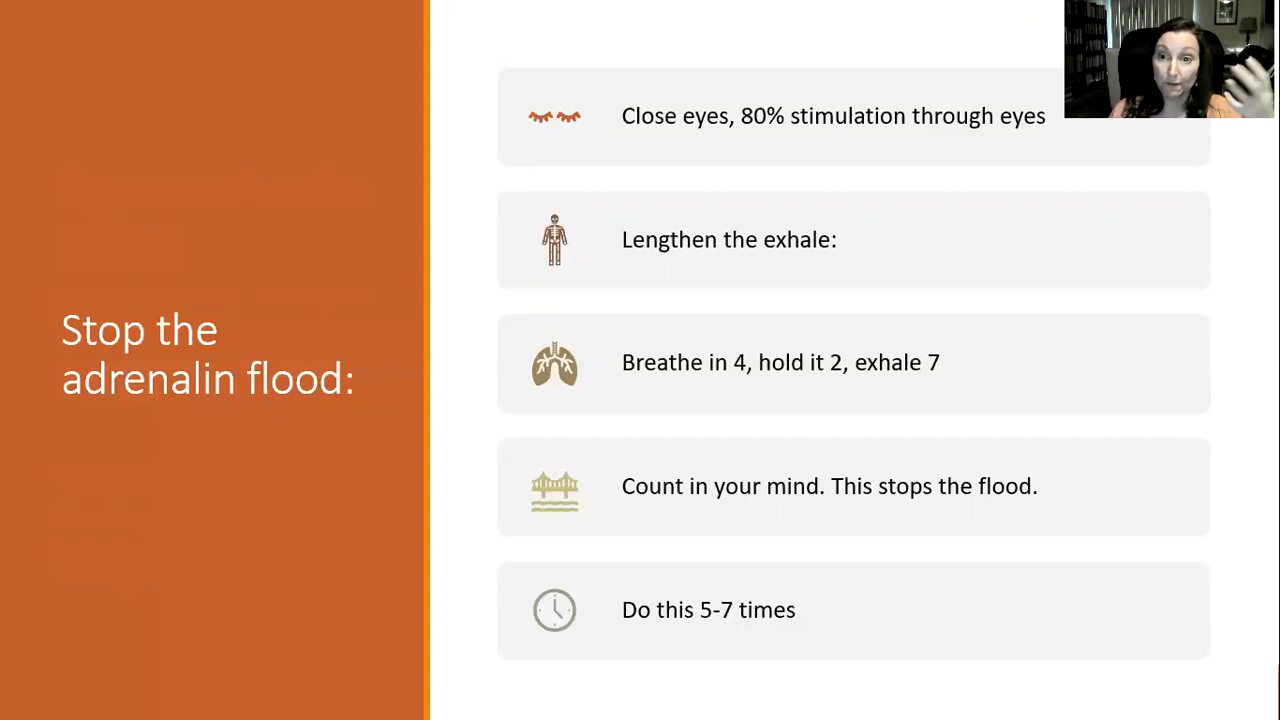 Stop the
adrenalin flood:
Close eyes, 80% stimulation through eyes
Lengthen the exhale:
Breathe in 4, hold it 2, exhale 7
Count in your mind. This stops the flood.
Do this 5-7 times